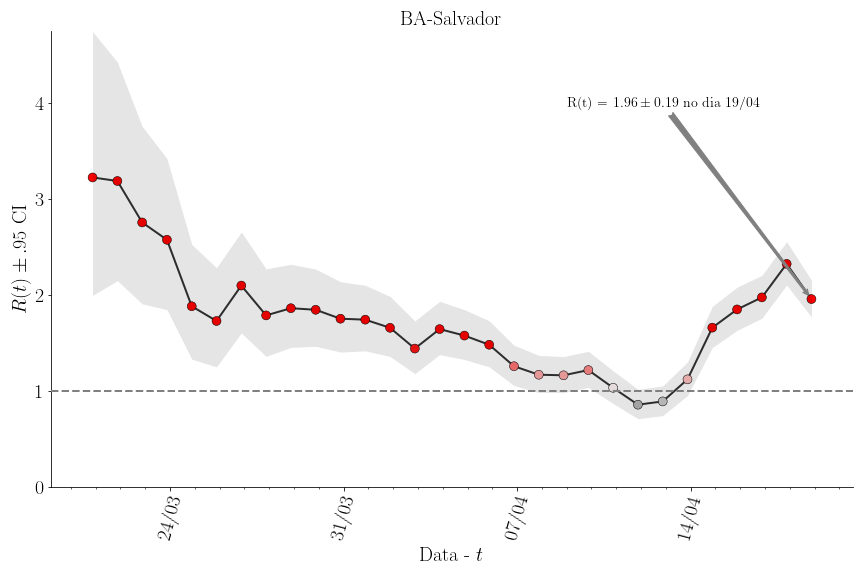 BA-Salvador
R(t) = 1.96 ± 0.19 no dia 19/04
R(t) ± .95 CI
4
3
2
1
0
24/03
31/03
07/04
14/04
Data - t